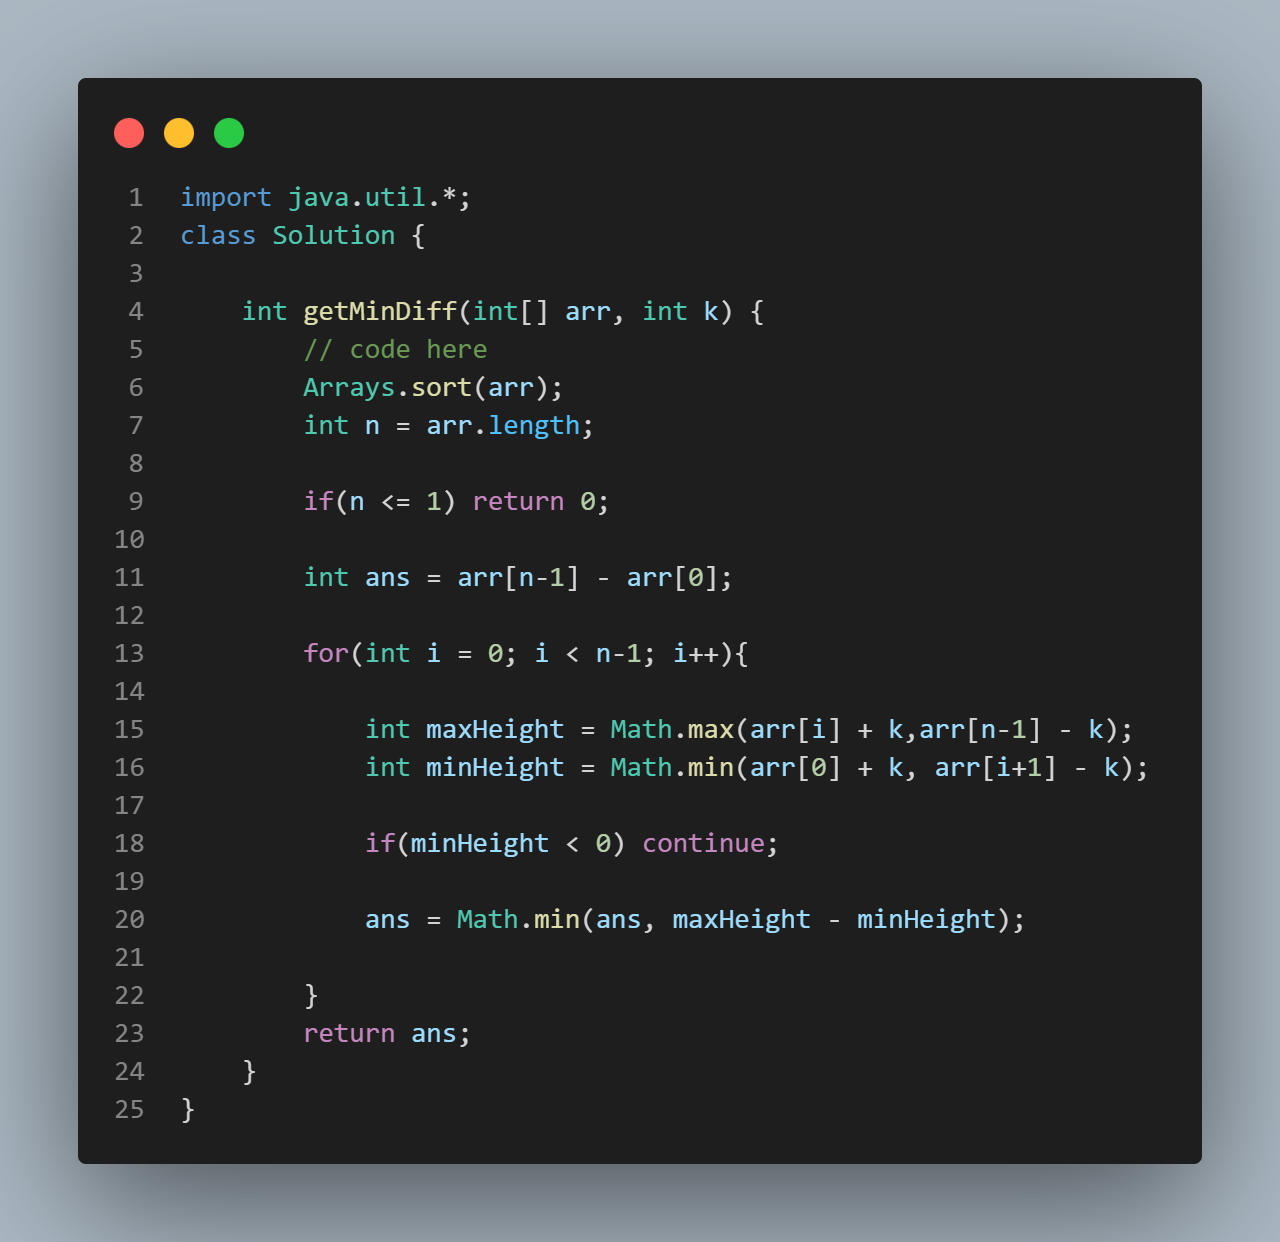 1 import java.util.*;
2 class Solution {
3
4     int getMinDiff(int[] arr, int k) {
5         // code here
6         Arrays.sort(arr);
7         int n = arr.length;
8
9         if(n <= 1) return 0;
10
11         int ans = arr[n-1] - arr[0];
12
13         for(int i = 0; i < n-1; i++){
14
15             int maxHeight = Math.max(arr[i] + k,arr[n-1] - k);
16             int minHeight = Math.min(arr[0] + k, arr[i+1] - k);
17
18             if(minHeight < 0) continue;
19
20             ans = Math.min(ans, maxHeight - minHeight);
21
22         }
23         return ans;
24     }
25 }